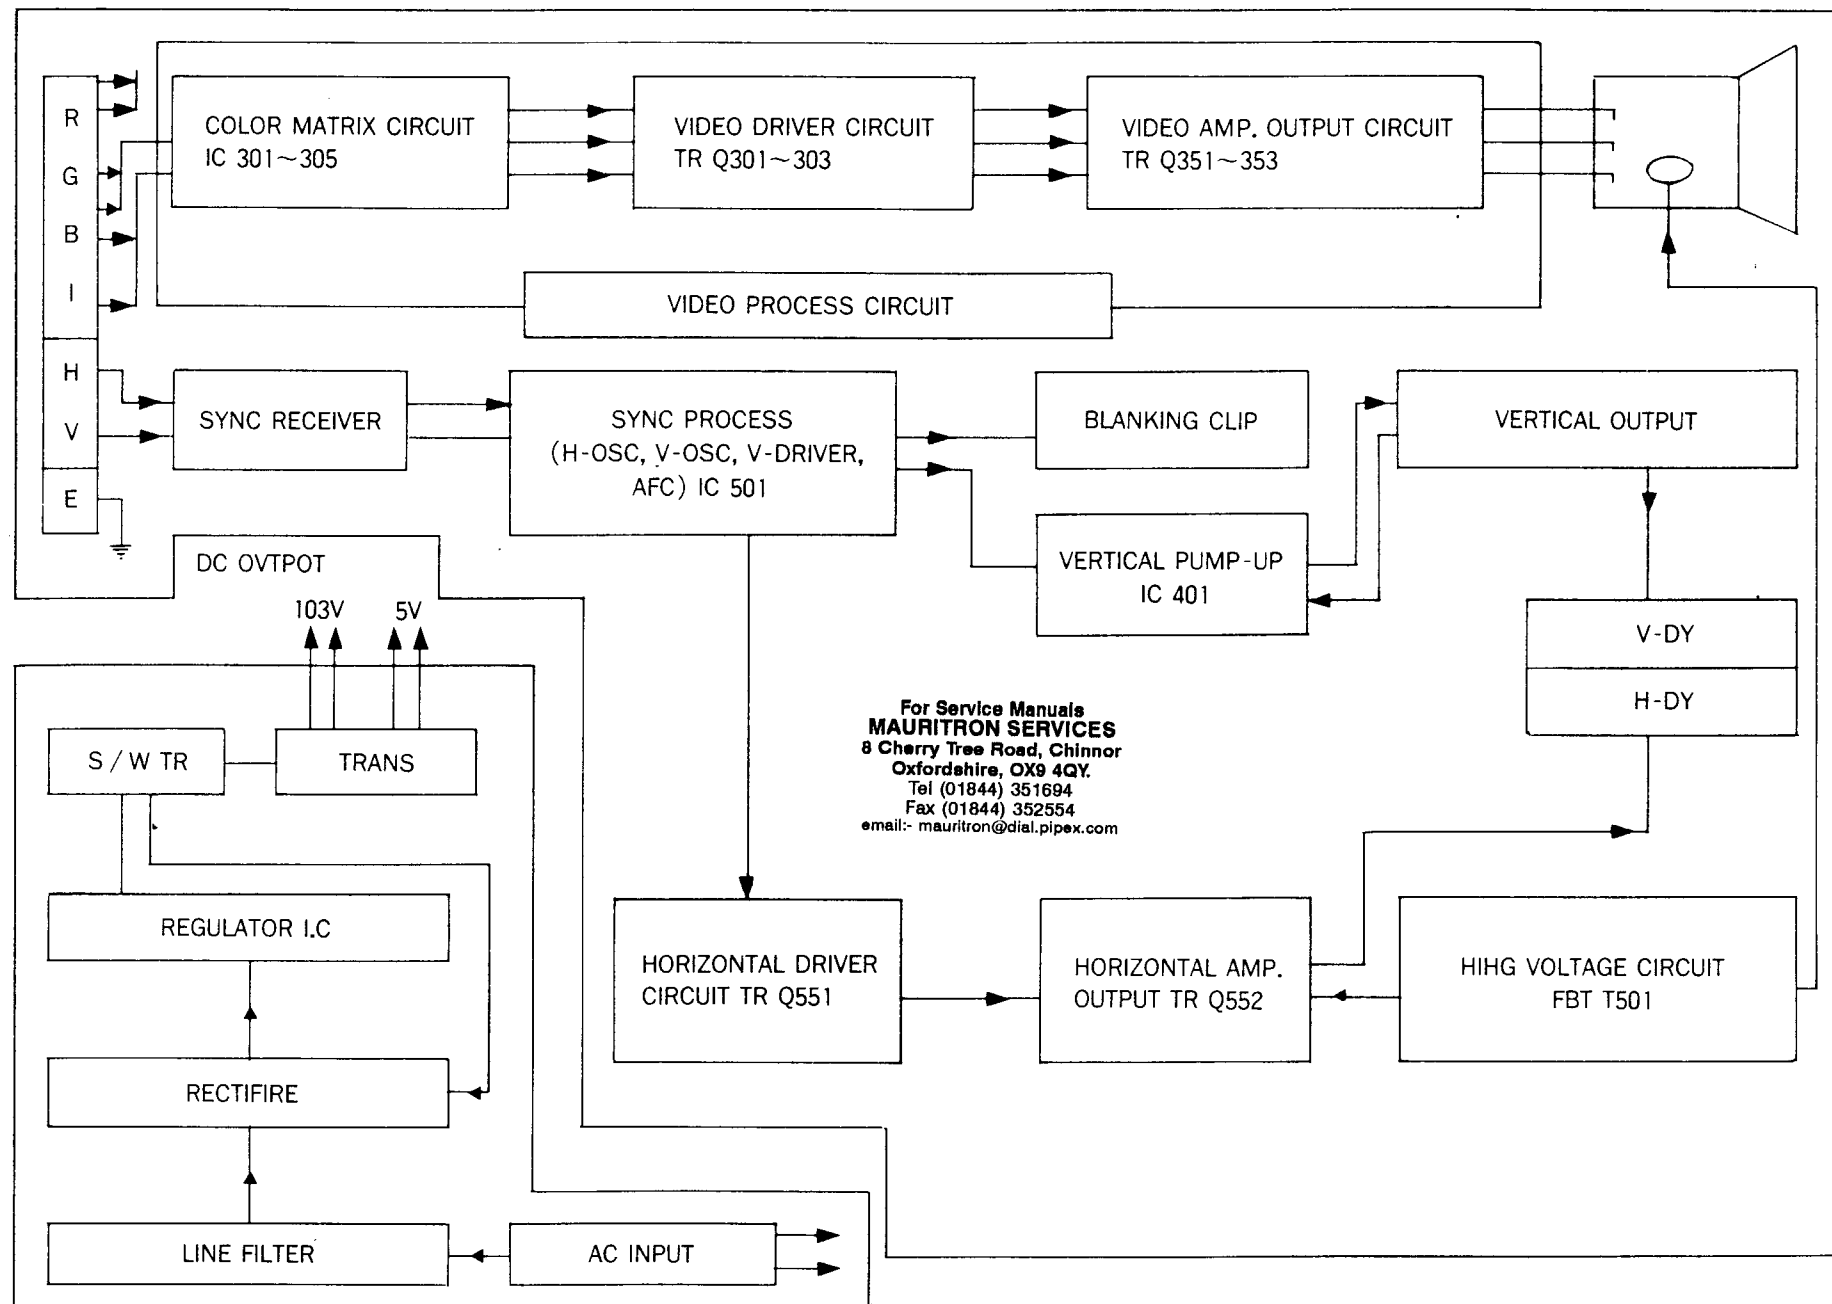 R
G
B
I
H
V
E
COLOR MATRIX CIRCUIT
IC 301~305
VIDEO DRIVER CIRCUIT
TR Q301~303
VIDEO AMP. OUTPUT CIRCUIT
TR Q351~353
VIDEO PROCESS CIRCUIT
SYNC RECEIVER
SYNC PROCESS
(H-OSC, V-OSC, V-DRIVER,
AFC) IC 501
BLANKING CLIP
VERTICAL OUTPUT
VERTICAL PUMP-UP
IC 401
V-DY
H-DY
DC OVTPOT
103V
5V
S / W TR
TRANS
For Service Manuals
MAURITRON SERVICES
8 Cherry Tree Road, Chinnor
Oxfordshire, OX9 4QY.
Tel (01844) 351694
Fax (01844) 352554
email:- mauritron@dial.pipex.com
REGULATOR I.C
HORIZONTAL DRIVER
CIRCUIT TR Q551
HORIZONTAL AMP.
OUTPUT TR Q552
HIHG VOLTAGE CIRCUIT
FBT T501
RECTIFIRE
LINE FILTER
AC INPUT